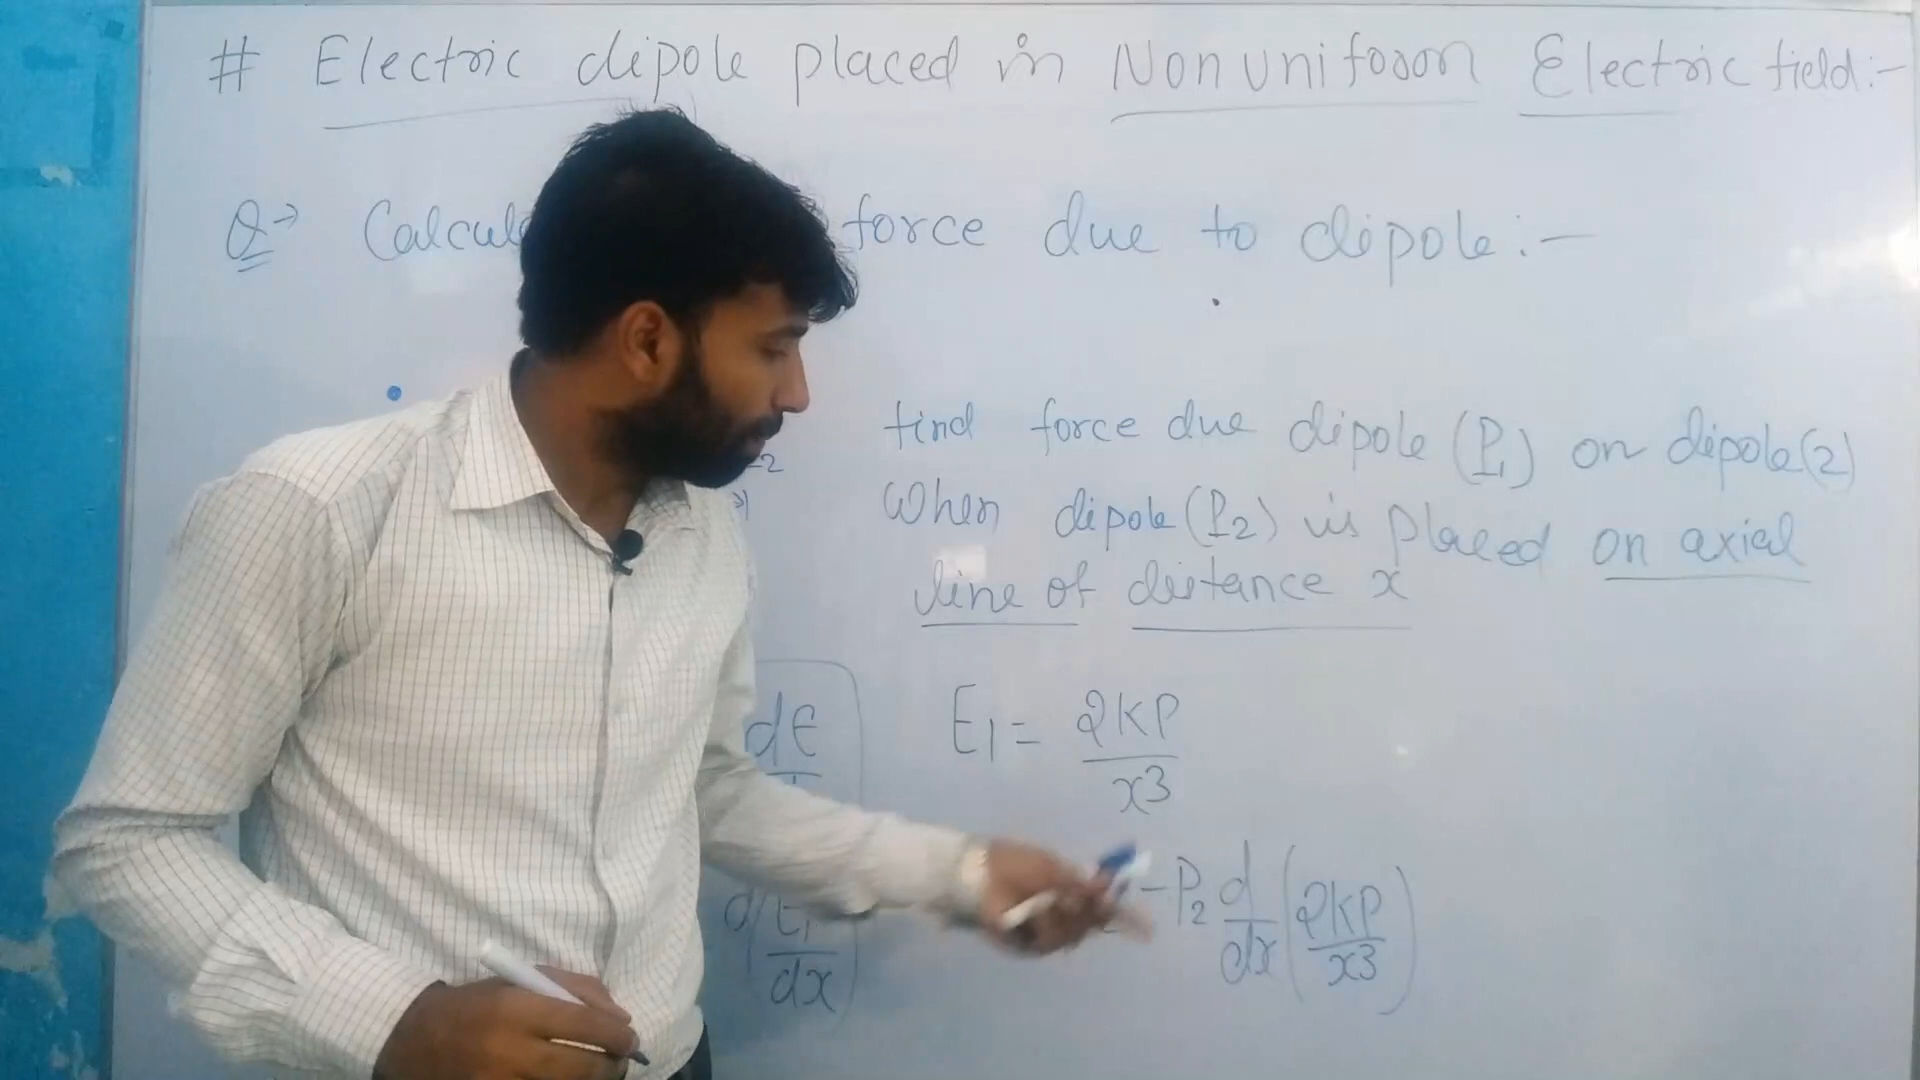 # Electric dipole placed in Nonuniform Electric field:-
Q→ force due to dipole:-
find force due dipole (P₁) on dipole(2)
When dipole(P₂) is placed on axial
line of distance x
dE
E₁ = 2KP/x³
E₁/dx
-P₂ d/dx (2KP/x³)